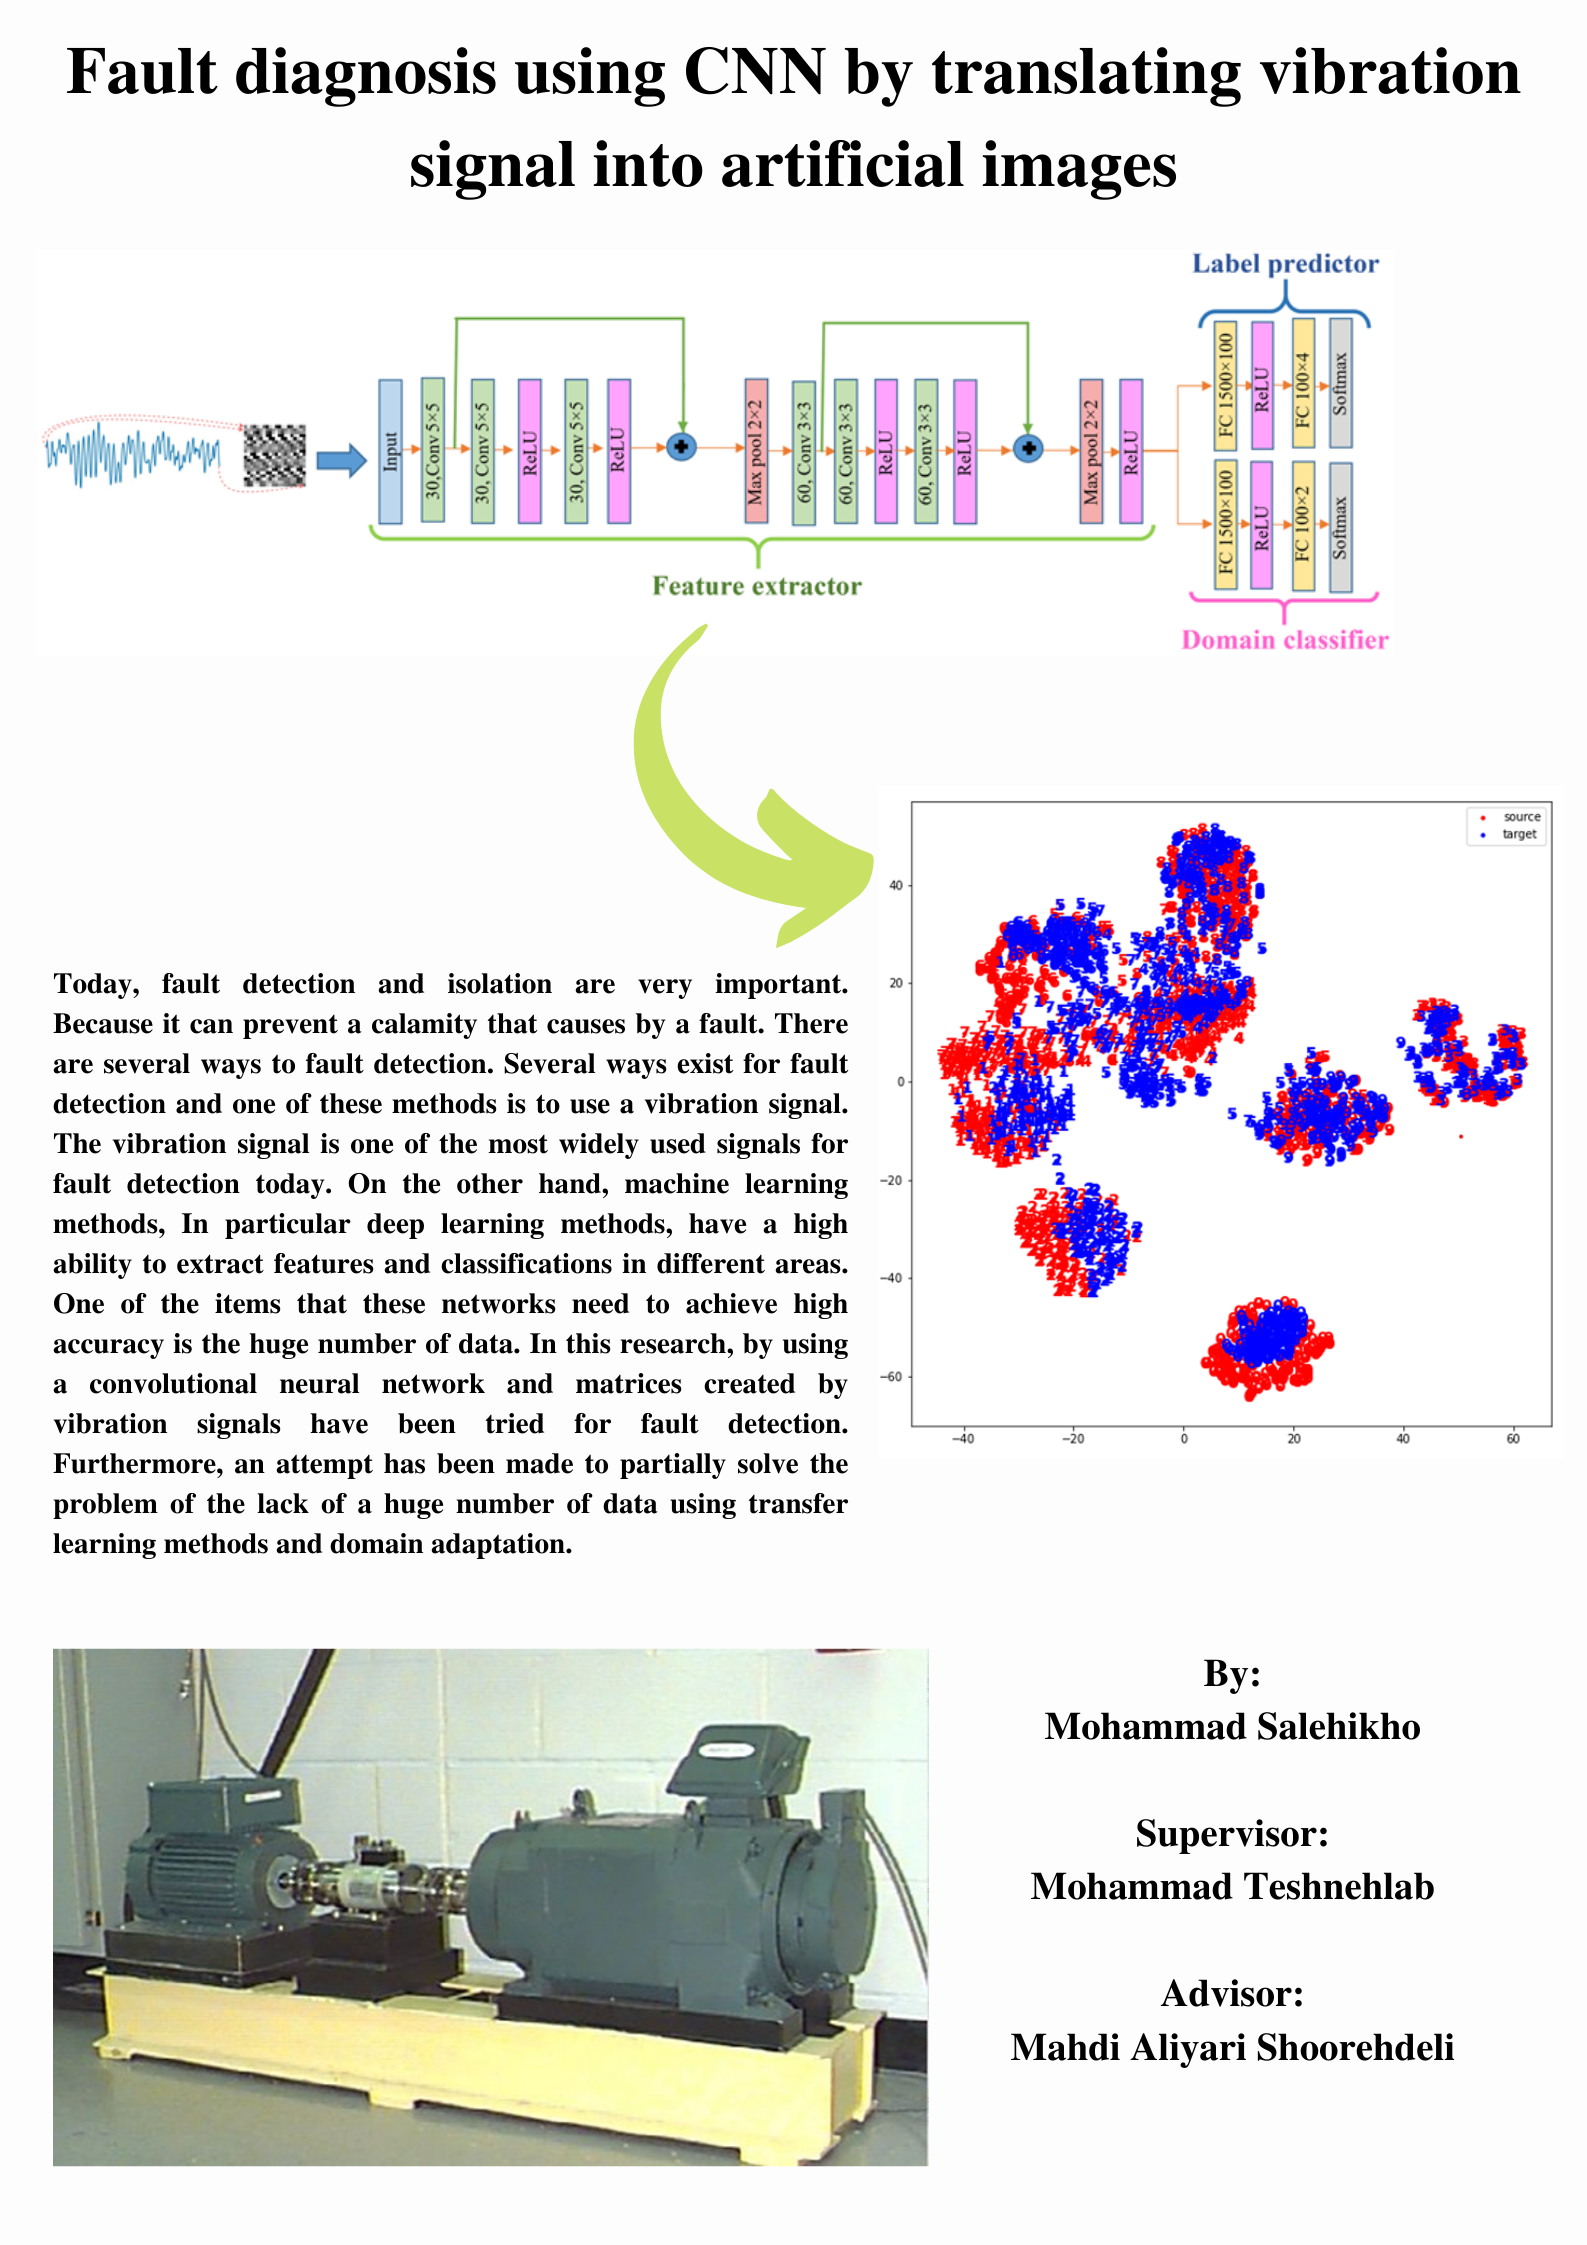 Fault diagnosis using CNN by translating vibration
signal into artificial images
Label predictor
FC 1500×100
ReLU
FC 100×4
Softmax
Input
30,Conv 5×5
30, Conv 5×5
ReLU
30, Conv 5×5
ReLU
Max pool 2×2
60, Conv 3×3
60, Conv 3×3
ReLU
60, Conv 3×3
ReLU
Max pool 2×2
ReLU
FC 1500×100
ReLU
FC 100×2
Softmax
Feature extractor
Domain classifier
source
target
40
20
0
−20
−40
−60
−40
−20
0
20
40
60
Today, fault detection and isolation are very important.
Because it can prevent a calamity that causes by a fault. There
are several ways to fault detection. Several ways exist for fault
detection and one of these methods is to use a vibration signal.
The vibration signal is one of the most widely used signals for
fault detection today. On the other hand, machine learning
methods, In particular deep learning methods, have a high
ability to extract features and classifications in different areas.
One of the items that these networks need to achieve high
accuracy is the huge number of data. In this research, by using
a convolutional neural network and matrices created by
vibration signals have been tried for fault detection.
Furthermore, an attempt has been made to partially solve the
problem of the lack of a huge number of data using transfer
learning methods and domain adaptation.
By:
Mohammad Salehikho
Supervisor:
Mohammad Teshnehlab
Advisor:
Mahdi Aliyari Shoorehdeli